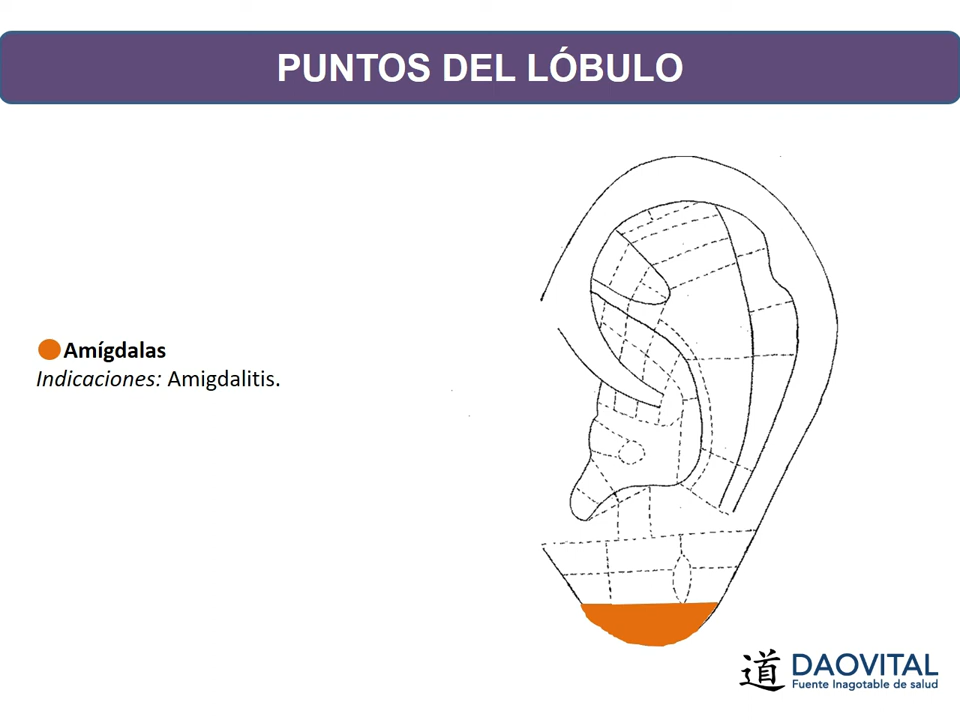 PUNTOS DEL LÓBULO
Amígdalas
Indicaciones: Amigdalitis.
道 DAOVITAL
Fuente Inagotable de salud